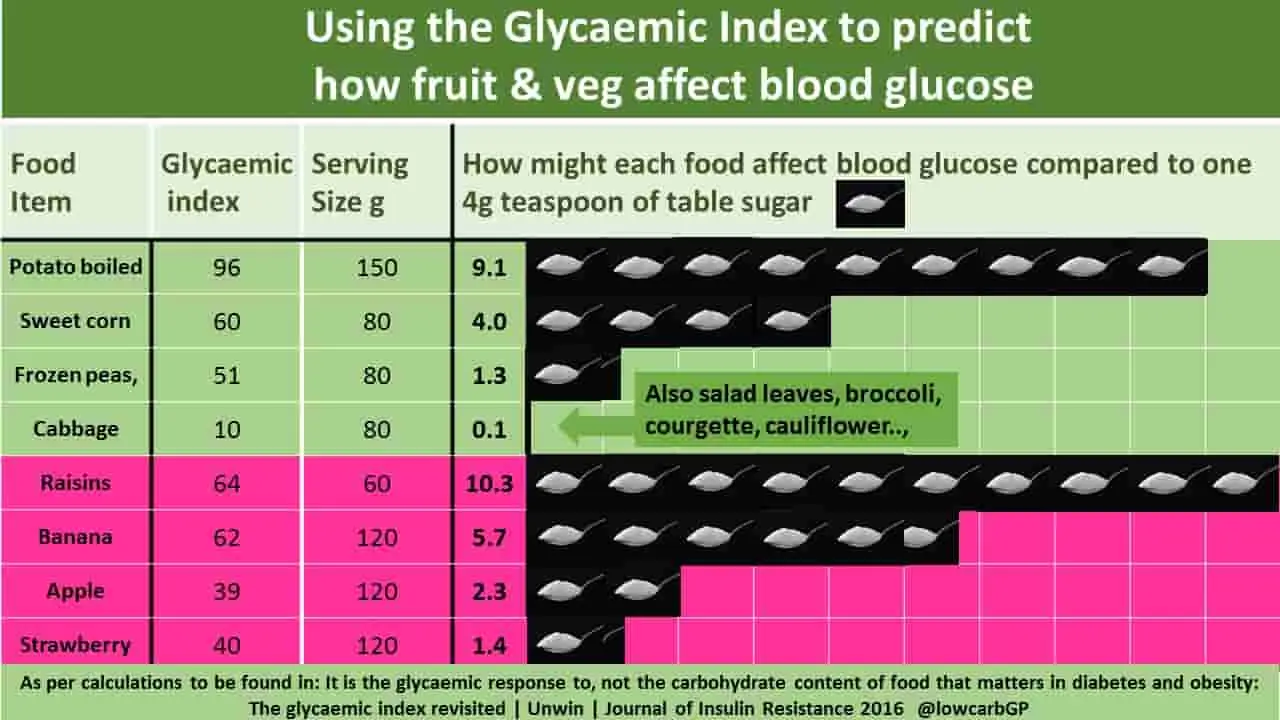 Using the Glycaemic Index to predict
how fruit & veg affect blood glucose
Food Item
Glycaemic index
Serving Size g
How might each food affect blood glucose compared to one
4g teaspoon of table sugar
Potato boiled 96 150 9.1
Sweet corn 60 80 4.0
Frozen peas, 51 80 1.3
Cabbage 10 80 0.1
Also salad leaves, broccoli,
courgette, cauliflower..,
Raisins 64 60 10.3
Banana 62 120 5.7
Apple 39 120 2.3
Strawberry 40 120 1.4
As per calculations to be found in: It is the glycaemic response to, not the carbohydrate content of food that matters in diabetes and obesity:
The glycaemic index revisited | Unwin | Journal of Insulin Resistance 2016 @lowcarbGP